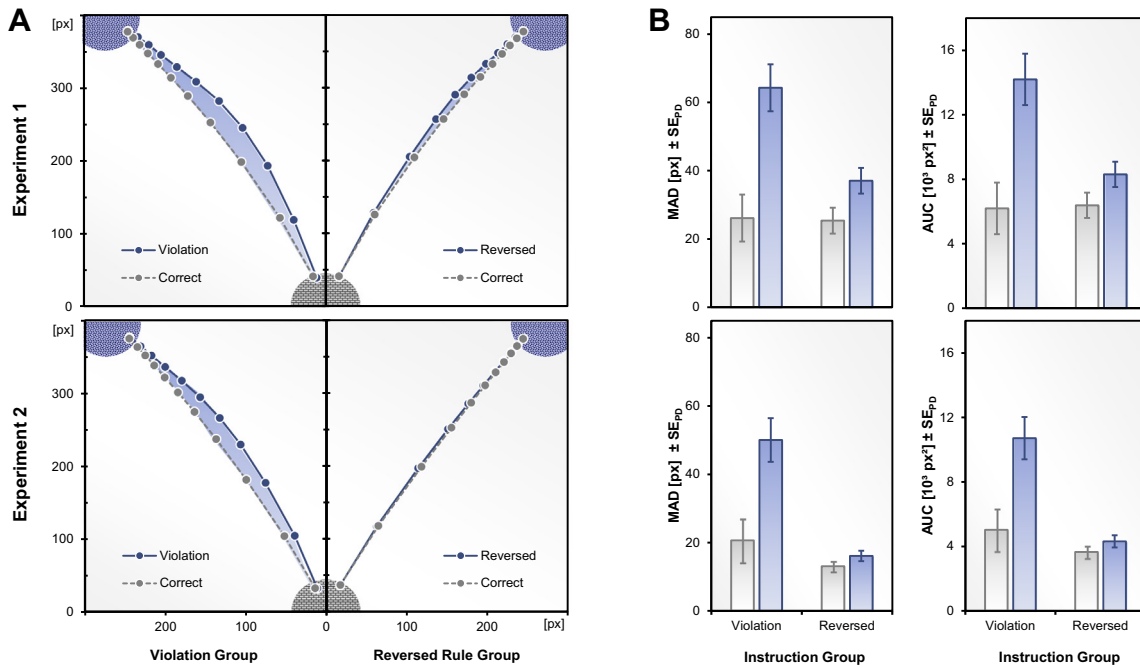 A
B
[px]
300
200
100
0
Experiment 1
Violation
Correct
Reversed
Correct
[px]
300
200
100
0
Experiment 2
Violation
Correct
Reversed
Correct
200
100
0
100
200
[px]
Violation Group
Reversed Rule Group
80
60
40
20
0
MAD [px] ± SE_PD
16
12
8
4
0
AUC [10³ px²] ± SE_PD
80
60
40
20
0
MAD [px] ± SE_PD
Violation
Reversed
Instruction Group
16
12
8
4
0
AUC [10³ px²] ± SE_PD
Violation
Reversed
Instruction Group